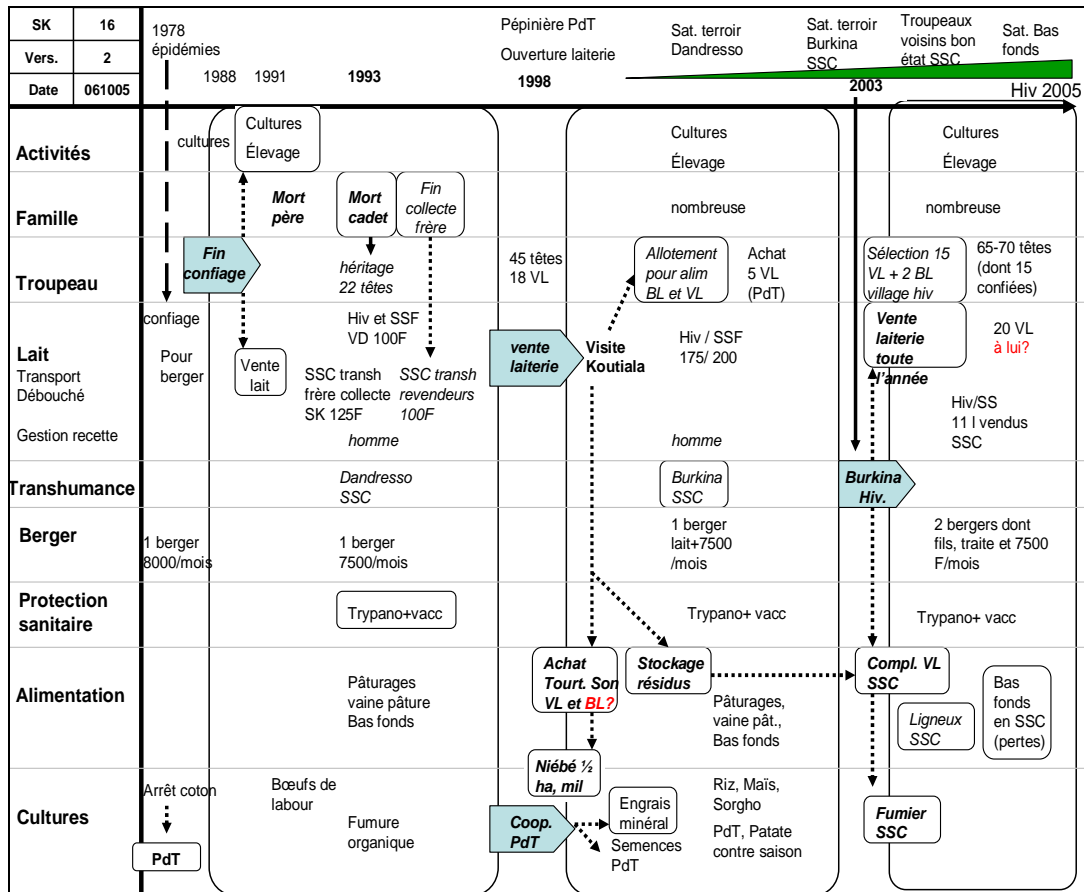 SK 16
Vers. 2
Date 061005
1978
épidémies
1988
1991
1993
1998
Pépinière PdT
Ouverture laiterie
Sat. terroir
Dandresso
Sat. terroir
Burkina
SSC
2003
Troupeaux
voisins bon
état SSC
Sat. Bas
fonds
Hiv 2005
Activités
cultures
Cultures
Élevage
Cultures
Élevage
Cultures
Élevage
Famille
Mort
père
Mort
cadet
Fin
collecte
frère
nombreuse
nombreuse
Troupeau
Fin
confiage
héritage
22 têtes
45 têtes
18 VL
Allotement
pour alim
BL et VL
Achat
5 VL
(PdT)
Sélection 15
VL + 2 BL
village hiv
65-70 têtes
(dont 15
confiées)
Lait
Transport
Débouché
Gestion recette
confiage
Pour
berger
Vente
lait
Hiv et SSF
VD 100F
SSC transh
frère collecte
SK 125F
SSC transh
revendeurs
100F
homme
vente
laiterie
Visite
Koutiala
Hiv / SSF
175/ 200
homme
Vente
laiterie
toute
l'année
20 VL
à lui?
Hiv/SS
11 l vendus
SSC
Transhumance
Dandresso
SSC
Burkina
SSC
Burkina
Hiv.
Berger
1 berger
8000/mois
1 berger
7500/mois
1 berger
lait+7500
/mois
2 bergers dont
fils, traite et 7500
F/mois
Protection
sanitaire
Trypano+vacc
Trypano+ vacc
Trypano+ vacc
Alimentation
Pâturages
vaine pâture
Bas fonds
Achat
Tourt. Son
VL et BL?
Stockage
résidus
Pâturages,
vaine pât.,
Bas fonds
Compl. VL
SSC
Ligneux
SSC
Bas
fonds
en SSC
(pertes)
Cultures
Arrêt coton
PdT
Bœufs de
labour
Fumure
organique
Niébé ½
ha, mil
Coop.
PdT
Engrais
minéral
Semences
PdT
Riz, Maïs,
Sorgho
PdT, Patate
contre saison
Fumier
SSC